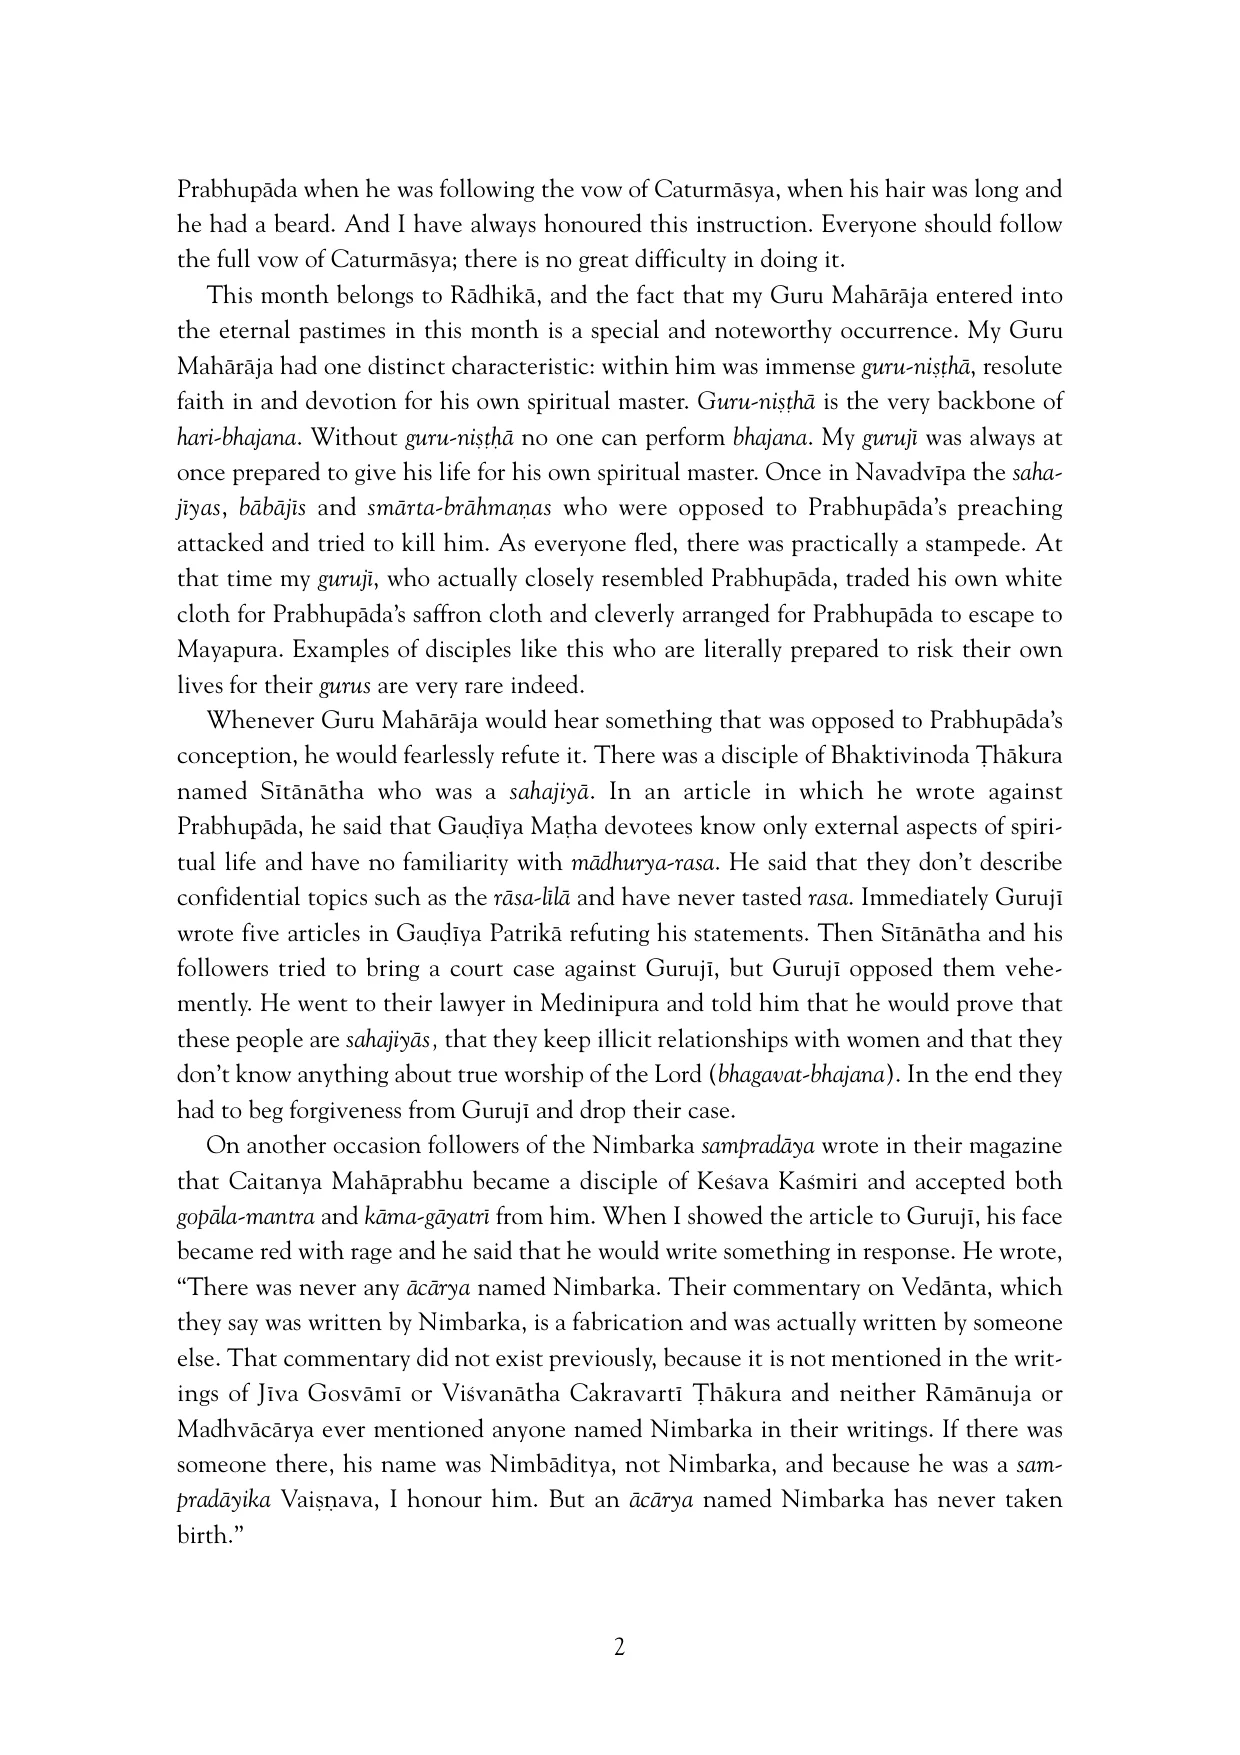 Prabhupāda when he was following the vow of Caturmāsya, when his hair was long and
he had a beard. And I have always honoured this instruction. Everyone should follow
the full vow of Caturmāsya; there is no great difficulty in doing it.
This month belongs to Rādhikā, and the fact that my Guru Mahārāja entered into
the eternal pastimes in this month is a special and noteworthy occurrence. My Guru
Mahārāja had one distinct characteristic: within him was immense guru-niṣṭhā, resolute
faith in and devotion for his own spiritual master. Guru-niṣṭhā is the very backbone of
hari-bhajana. Without guru-niṣṭḥā no one can perform bhajana. My gurujī was always at
once prepared to give his life for his own spiritual master. Once in Navadvīpa the saha-
jīyas, bābājīs and smārta-brāhmaṇas who were opposed to Prabhupāda’s preaching
attacked and tried to kill him. As everyone fled, there was practically a stampede. At
that time my gurujī, who actually closely resembled Prabhupāda, traded his own white
cloth for Prabhupāda’s saffron cloth and cleverly arranged for Prabhupāda to escape to
Mayapura. Examples of disciples like this who are literally prepared to risk their own
lives for their gurus are very rare indeed.
Whenever Guru Mahārāja would hear something that was opposed to Prabhupāda’s
conception, he would fearlessly refute it. There was a disciple of Bhaktivinoda Ṭhākura
named Sītānātha who was a sahajiyā. In an article in which he wrote against
Prabhupāda, he said that Gauḍīya Maṭha devotees know only external aspects of spiri-
tual life and have no familiarity with mādhurya-rasa. He said that they don’t describe
confidential topics such as the rāsa-līlā and have never tasted rasa. Immediately Gurujī
wrote five articles in Gauḍīya Patrikā refuting his statements. Then Sītānātha and his
followers tried to bring a court case against Gurujī, but Gurujī opposed them vehe-
mently. He went to their lawyer in Medinipura and told him that he would prove that
these people are sahajiyās, that they keep illicit relationships with women and that they
don’t know anything about true worship of the Lord (bhagavat-bhajana). In the end they
had to beg forgiveness from Gurujī and drop their case.
On another occasion followers of the Nimbarka sampradāya wrote in their magazine
that Caitanya Mahāprabhu became a disciple of Keśava Kaśmiri and accepted both
gopāla-mantra and kāma-gāyatrī from him. When I showed the article to Gurujī, his face
became red with rage and he said that he would write something in response. He wrote,
“There was never any ācārya named Nimbarka. Their commentary on Vedānta, which
they say was written by Nimbarka, is a fabrication and was actually written by someone
else. That commentary did not exist previously, because it is not mentioned in the writ-
ings of Jīva Gosvāmī or Viśvanātha Cakravartī Ṭhākura and neither Rāmānuja or
Madhvācārya ever mentioned anyone named Nimbarka in their writings. If there was
someone there, his name was Nimbāditya, not Nimbarka, and because he was a sam-
pradāyika Vaiṣṇava, I honour him. But an ācārya named Nimbarka has never taken
birth.”
2